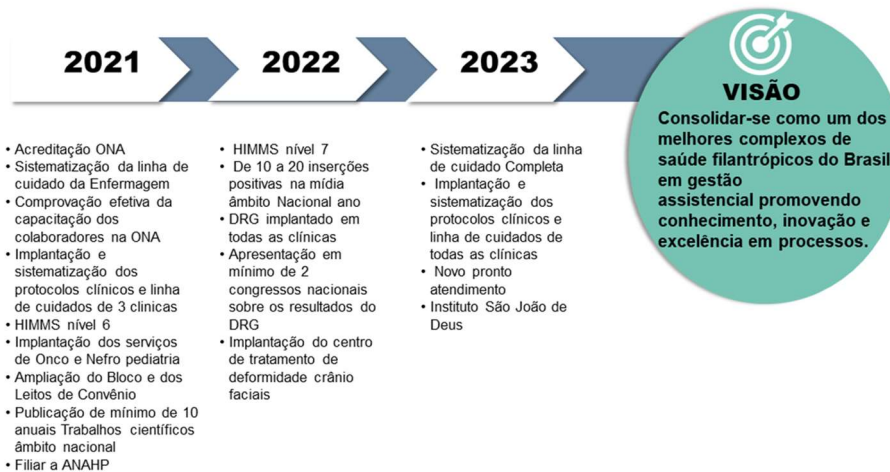 2021
2022
2023
VISÃO
Consolidar-se como um dos
melhores complexos de
saúde filantrópicos do Brasil
em gestão
assistencial promovendo
conhecimento, inovação e
excelência em processos.
• Acreditação ONA
• Sistematização da linha de
cuidado da Enfermagem
• Comprovação efetiva da
capacitação dos
colaboradores na ONA
• Implantação e
sistematização dos
protocolos clínicos e linha
de cuidados de 3 clinicas
• HIMMS nível 6
• Implantação dos serviços
de Onco e Nefro pediatria
• Ampliação do Bloco e dos
Leitos de Convênio
• Publicação de mínimo de 10
anuais Trabalhos científicos
âmbito nacional
• Filiar a ANAHP
• HIMMS nível 7
• De 10 a 20 inserções
positivas na mídia
âmbito Nacional ano
• DRG implantado em
todas as clínicas
• Apresentação em
mínimo de 2
congressos nacionais
sobre os resultados do
DRG
• Implantação do centro
de tratamento de
deformidade crânio
faciais
• Sistematização da linha
de cuidado Completa
• Implantação e
sistematização dos
protocolos clínicos e
linha de cuidados de
todas as clínicas
• Novo pronto
atendimento
• Instituto São João de
Deus